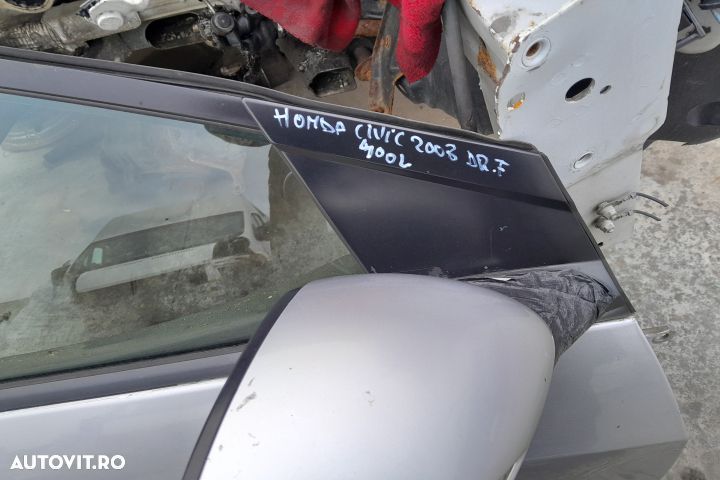 HONDA CIVIC 2008 DR.F
400L
AUTOVIT.RO